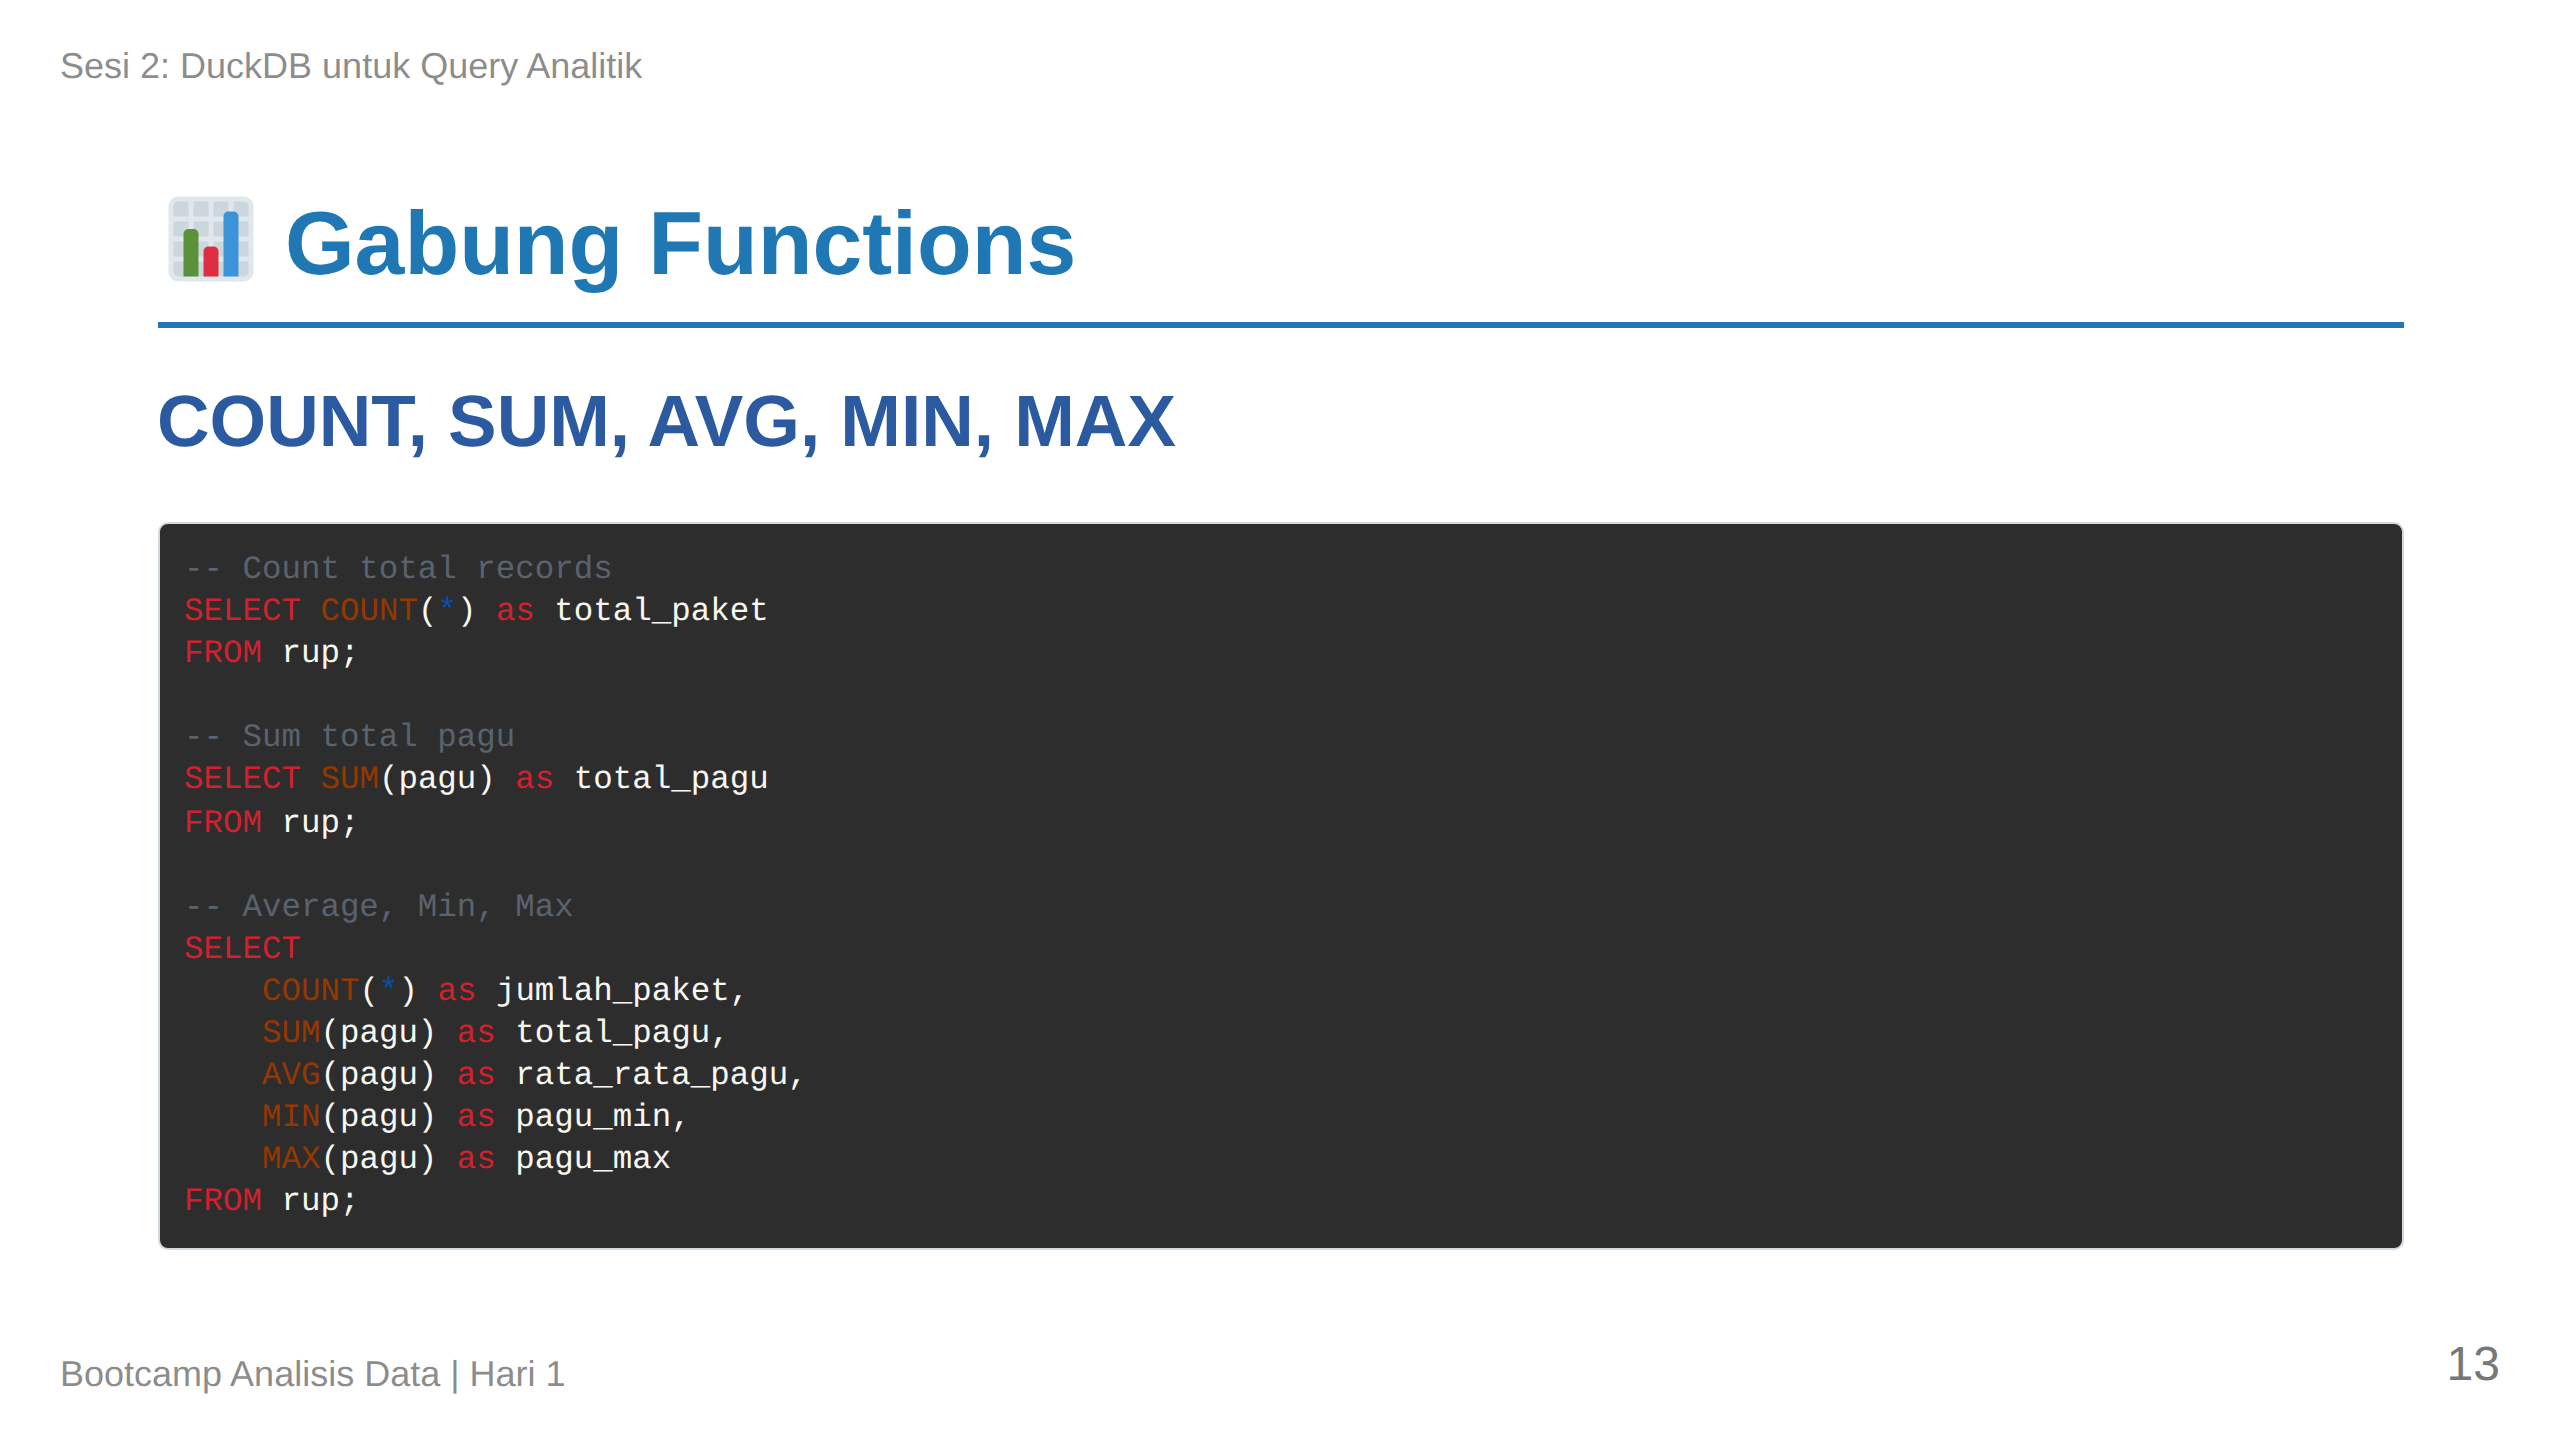 Sesi 2: DuckDB untuk Query Analitik
Gabung Functions
COUNT, SUM, AVG, MIN, MAX
-- Count total records
SELECT COUNT(*) as total_paket
FROM rup;
-- Sum total pagu
SELECT SUM(pagu) as total_pagu
FROM rup;
-- Average, Min, Max
SELECT
    COUNT(*) as jumlah_paket,
    SUM(pagu) as total_pagu,
    AVG(pagu) as rata_rata_pagu,
    MIN(pagu) as pagu_min,
    MAX(pagu) as pagu_max
FROM rup;
Bootcamp Analisis Data | Hari 1
13